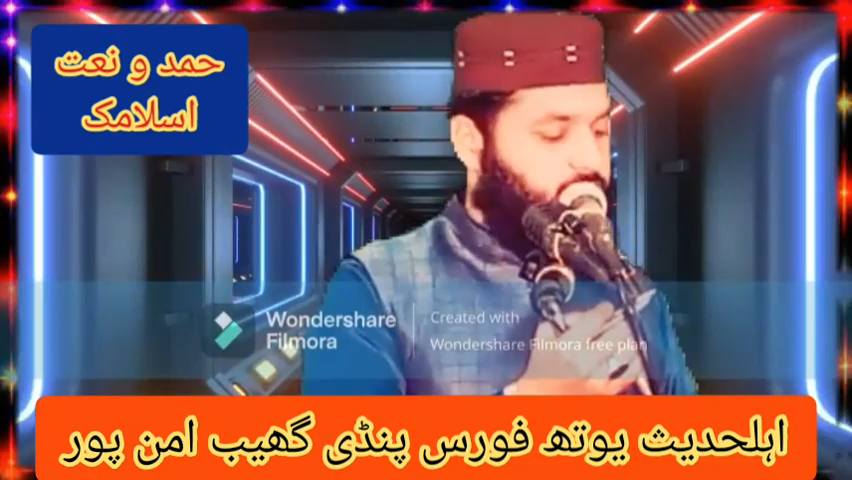 حمد و نعت
اسلامک
Wondershare
Filmora
Created with
Wondershare Filmora free plan
اہلحدیث یوتھ فورس پنڈی گھیب امن پور